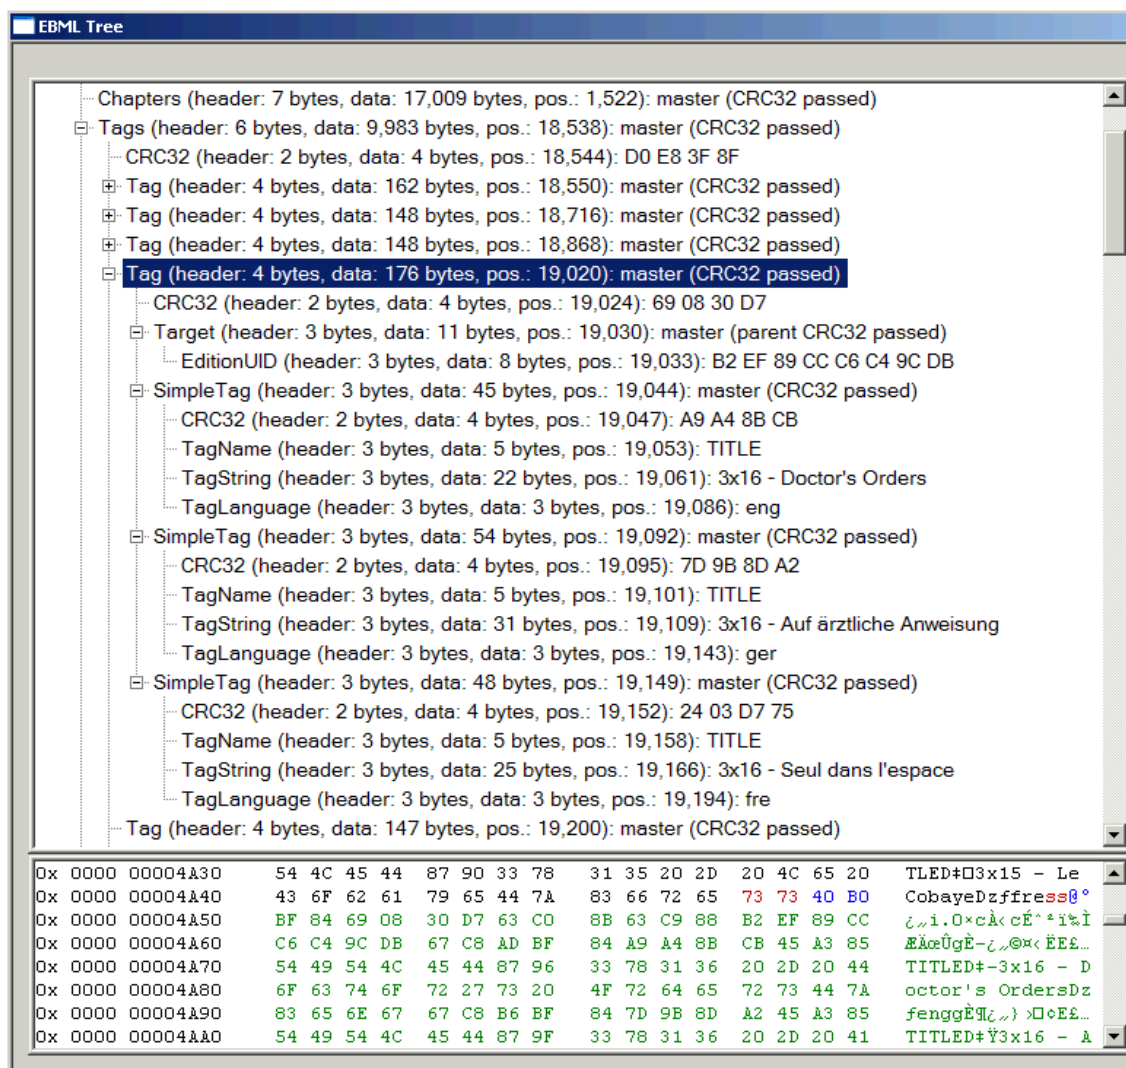 EBML Tree
Chapters (header: 7 bytes, data: 17,009 bytes, pos.: 1,522): master (CRC32 passed)
Tags (header: 6 bytes, data: 9,983 bytes, pos.: 18,538): master (CRC32 passed)
CRC32 (header: 2 bytes, data: 4 bytes, pos.: 18,544): D0 E8 3F 8F
Tag (header: 4 bytes, data: 162 bytes, pos.: 18,550): master (CRC32 passed)
Tag (header: 4 bytes, data: 148 bytes, pos.: 18,716): master (CRC32 passed)
Tag (header: 4 bytes, data: 148 bytes, pos.: 18,868): master (CRC32 passed)
Tag (header: 4 bytes, data: 176 bytes, pos.: 19,020): master (CRC32 passed)
CRC32 (header: 2 bytes, data: 4 bytes, pos.: 19,024): 69 08 30 D7
Target (header: 3 bytes, data: 11 bytes, pos.: 19,030): master (parent CRC32 passed)
EditionUID (header: 3 bytes, data: 8 bytes, pos.: 19,033): B2 EF 89 CC C6 C4 9C DB
SimpleTag (header: 3 bytes, data: 45 bytes, pos.: 19,044): master (CRC32 passed)
CRC32 (header: 2 bytes, data: 4 bytes, pos.: 19,047): A9 A4 8B CB
TagName (header: 3 bytes, data: 5 bytes, pos.: 19,053): TITLE
TagString (header: 3 bytes, data: 22 bytes, pos.: 19,061): 3x16 - Doctor's Orders
TagLanguage (header: 3 bytes, data: 3 bytes, pos.: 19,086): eng
SimpleTag (header: 3 bytes, data: 54 bytes, pos.: 19,092): master (CRC32 passed)
CRC32 (header: 2 bytes, data: 4 bytes, pos.: 19,095): 7D 9B 8D A2
TagName (header: 3 bytes, data: 5 bytes, pos.: 19,101): TITLE
TagString (header: 3 bytes, data: 31 bytes, pos.: 19,109): 3x16 - Auf ärztliche Anweisung
TagLanguage (header: 3 bytes, data: 3 bytes, pos.: 19,143): ger
SimpleTag (header: 3 bytes, data: 48 bytes, pos.: 19,149): master (CRC32 passed)
CRC32 (header: 2 bytes, data: 4 bytes, pos.: 19,152): 24 03 D7 75
TagName (header: 3 bytes, data: 5 bytes, pos.: 19,158): TITLE
TagString (header: 3 bytes, data: 25 bytes, pos.: 19,166): 3x16 - Seul dans l'espace
TagLanguage (header: 3 bytes, data: 3 bytes, pos.: 19,194): fre
Tag (header: 4 bytes, data: 147 bytes, pos.: 19,200): master (CRC32 passed)
0x 0000 00004A30 54 4C 45 44 87 90 33 78 31 35 20 2D 20 4C 65 20 TLED‡□3x15 - Le
0x 0000 00004A40 43 6F 62 61 79 65 44 7A 83 66 72 65 73 73 40 B0 CobayeDzƒfress@°
0x 0000 00004A50 BF 84 69 08 30 D7 63 C0 8B 63 C9 88 B2 EF 89 CC ¿„i.0×cÀ‹cÉˆ²ï‰Ì
0x 0000 00004A60 C6 C4 9C DB 67 C8 AD BF 84 A9 A4 8B CB 45 A3 85 ÆÄœÛgÈ-¿„©¤‹ËE£…
0x 0000 00004A70 54 49 54 4C 45 44 87 96 33 78 31 36 20 2D 20 44 TITLED‡–3x16 - D
0x 0000 00004A80 6F 63 74 6F 72 27 73 20 4F 72 64 65 72 73 44 7A octor's OrdersDz
0x 0000 00004A90 83 65 6E 67 67 C8 B6 BF 84 7D 9B 8D A2 45 A3 85 ƒenggÈ¶¿„}›□¢E£…
0x 0000 00004AA0 54 49 54 4C 45 44 87 9F 33 78 31 36 20 2D 20 41 TITLED‡Ÿ3x16 - A